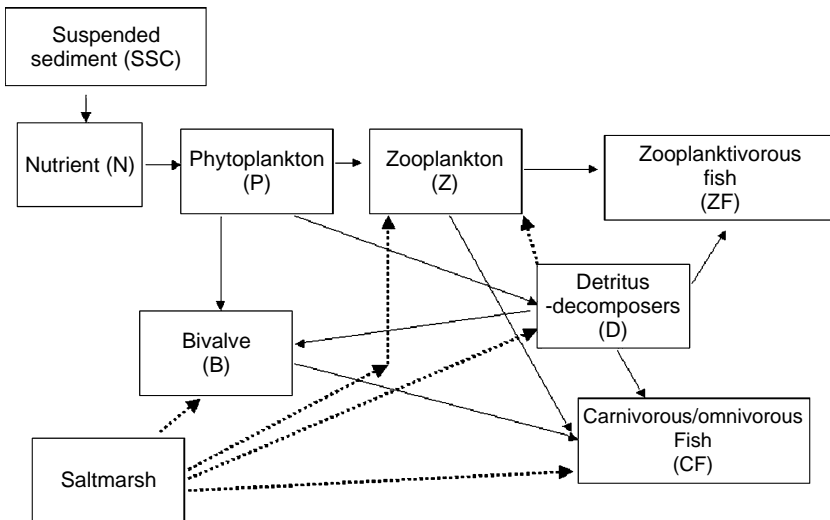 Suspended
sediment (SSC)
Nutrient (N)
Phytoplankton
(P)
Zooplankton
(Z)
Zooplanktivorous
fish
(ZF)
Detritus
-decomposers
(D)
Bivalve
(B)
Carnivorous/omnivorous
Fish
(CF)
Saltmarsh